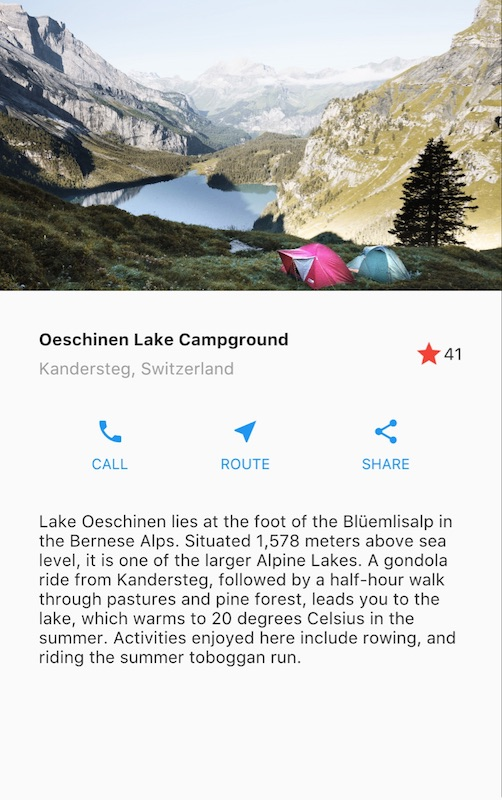 Oeschinen Lake Campground
Kandersteg, Switzerland
41
CALL
ROUTE
SHARE
Lake Oeschinen lies at the foot of the Blüemlisalp in
the Bernese Alps. Situated 1,578 meters above sea
level, it is one of the larger Alpine Lakes. A gondola
ride from Kandersteg, followed by a half-hour walk
through pastures and pine forest, leads you to the
lake, which warms to 20 degrees Celsius in the
summer. Activities enjoyed here include rowing, and
riding the summer toboggan run.